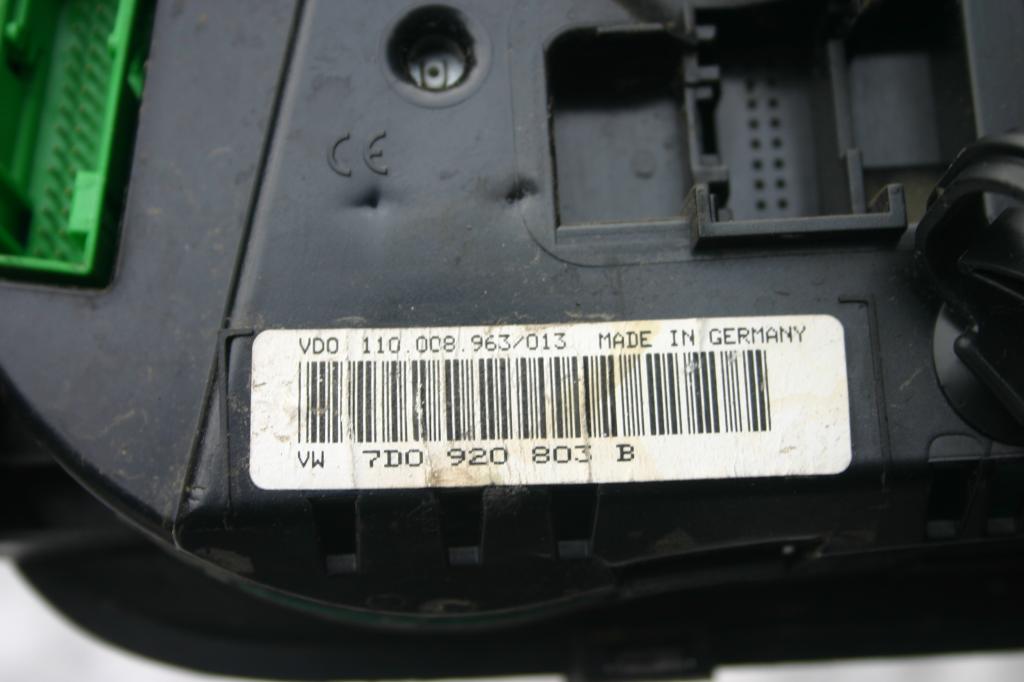 CE
VDO 110.008.963/013 MADE IN GERMANY
VW 7D0 920 803 B